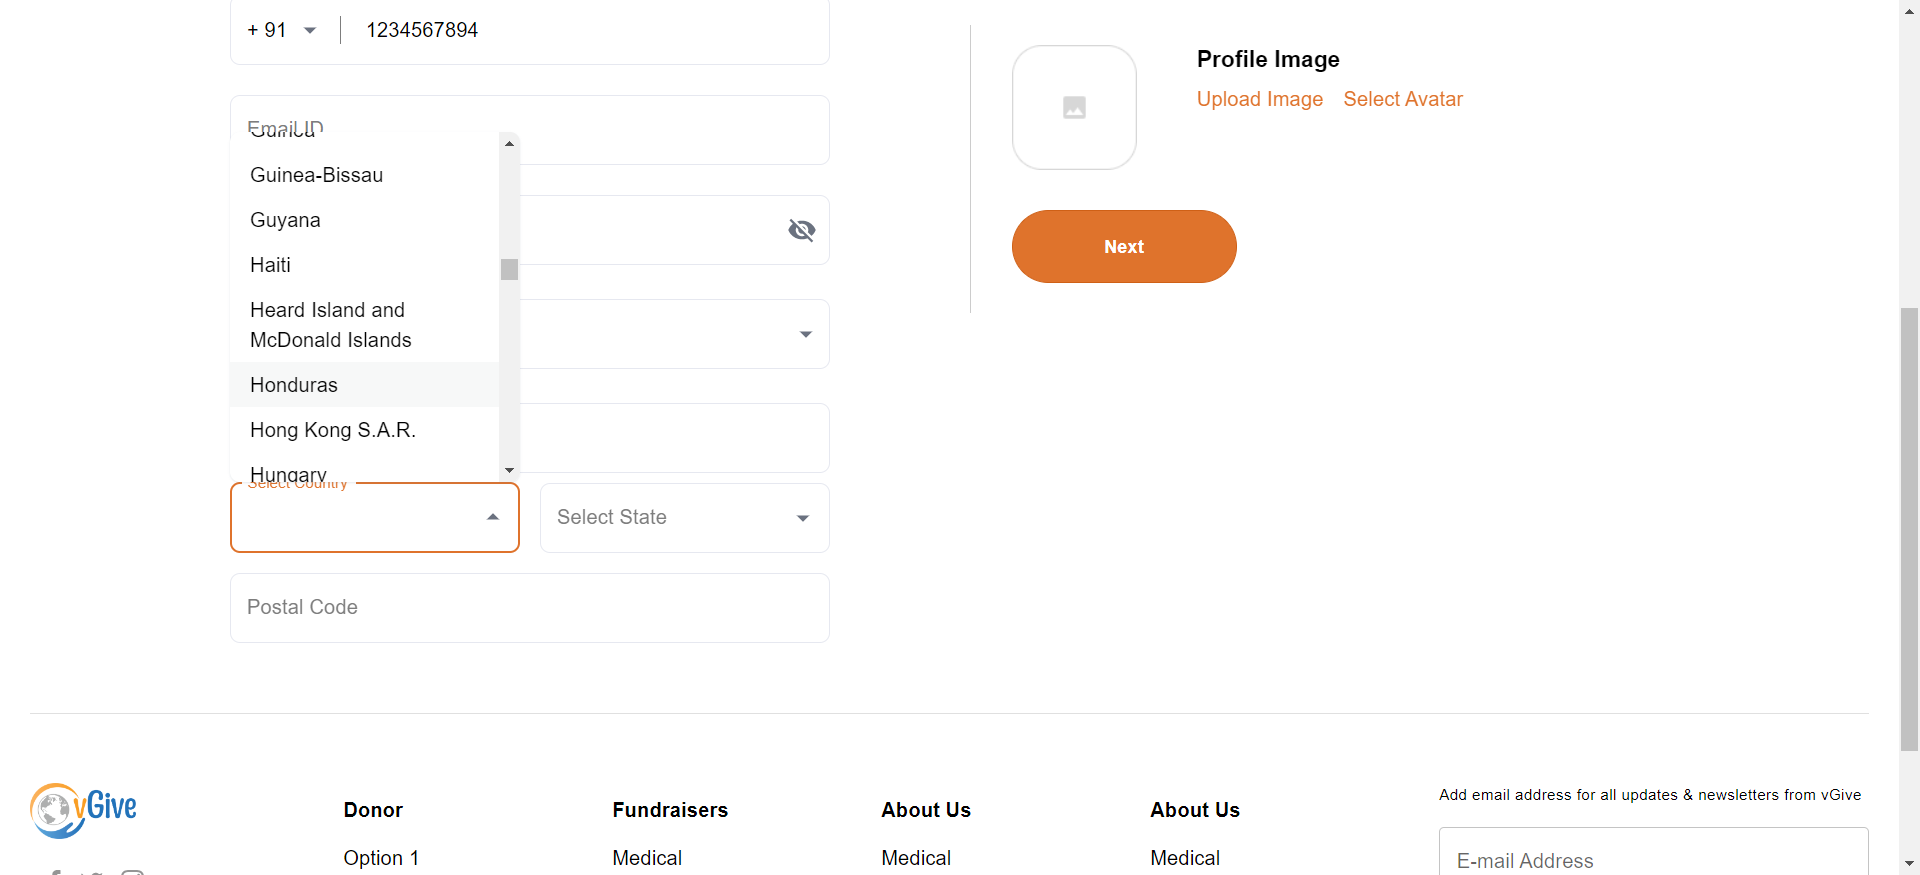 + 91
1234567894
Email ID
Guinea
Guinea-Bissau
Guyana
Haiti
Heard Island and
McDonald Islands
Honduras
Hong Kong S.A.R.
Hungary
Select Country
Select State
Postal Code
Profile Image
Upload Image Select Avatar
Next
vGive
Donor
Option 1
Fundraisers
Medical
About Us
Medical
About Us
Medical
Add email address for all updates & newsletters from vGive
E-mail Address